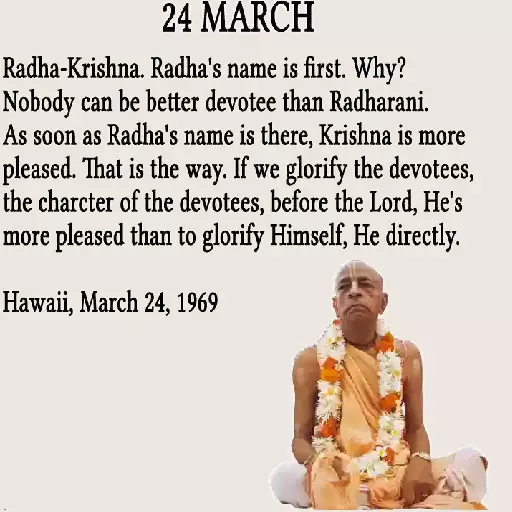 24 MARCH
Radha-Krishna. Radha's name is first. Why?
Nobody can be better devotee than Radharani.
As soon as Radha's name is there, Krishna is more
pleased. That is the way. If we glorify the devotees,
the charcter of the devotees, before the Lord, He's
more pleased than to glorify Himself, He directly.
Hawaii, March 24, 1969